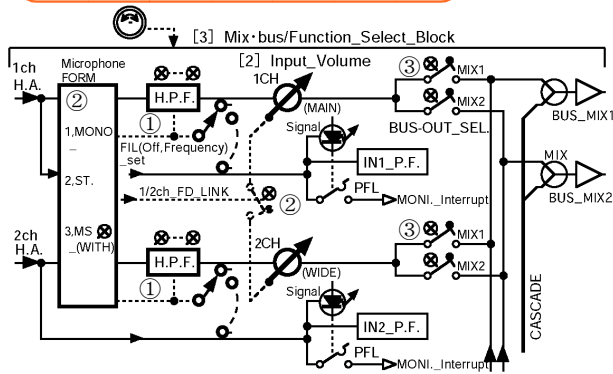 [3] Mix･bus/Function_Select_Block
[2] Input_Volume
1ch
H.A.
Microphone
FORM
②
1,MONO
_
2,ST.
3,MS
_(WITH)
H.P.F.
①
FIL(Off,Frequency)
_set
1/2ch_FD_LINK
②
1CH
(MAIN)
Signal
IN1_P.F.
PFL
MONI._Interrupt
③
MIX1
MIX2
BUS-OUT_SEL.
BUS_MIX1
MIX
BUS_MIX2
2ch
H.A.
H.P.F.
①
2CH
(WIDE)
Signal
IN2_P.F.
PFL
MONI._Interrupt
③
MIX1
MIX2
CASCADE